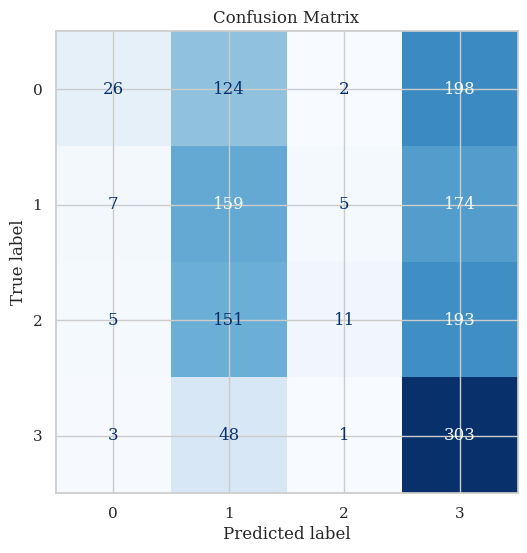 Confusion Matrix
0 26 124 2 198
1 7 159 5 174
2 5 151 11 193
3 3 48 1 303
0 1 2 3
True label
Predicted label